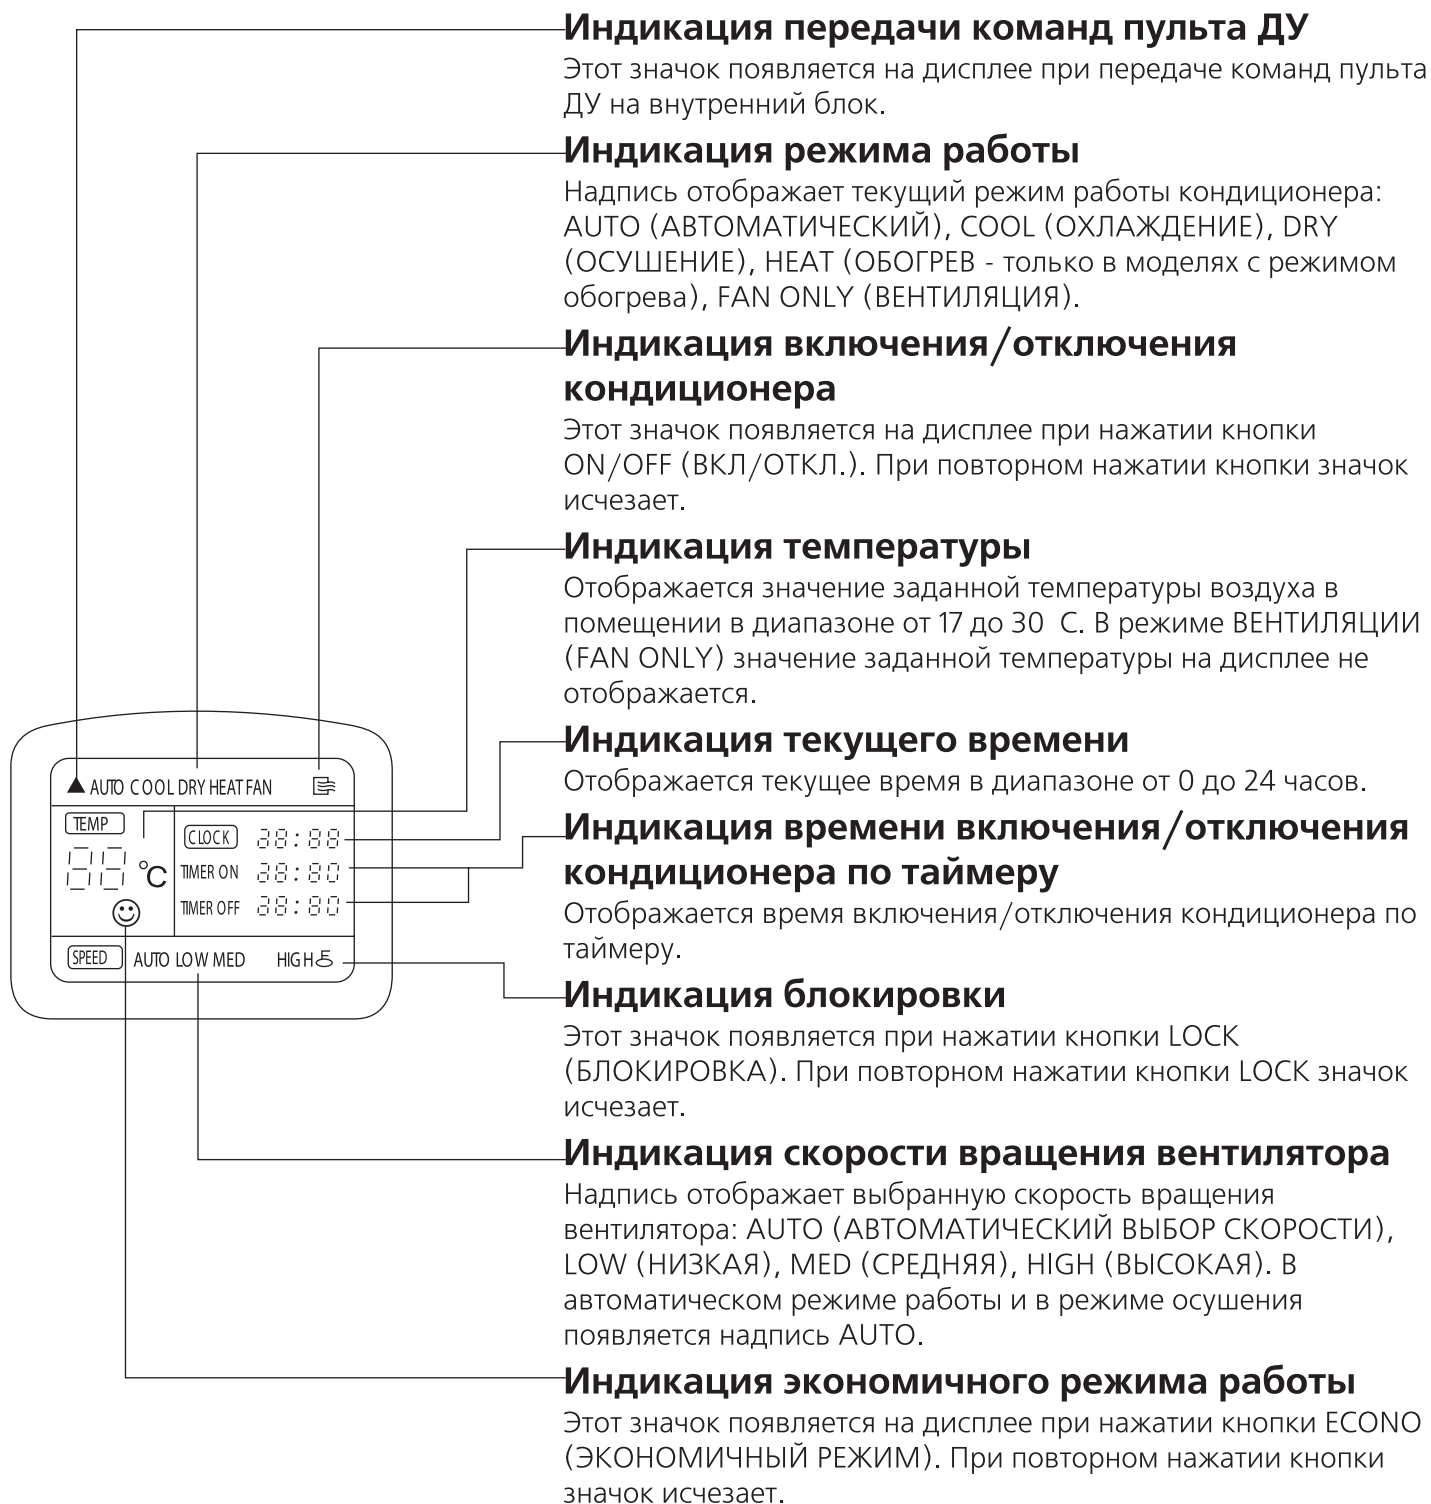 Индикация передачи команд пульта ДУ
Этот значок появляется на дисплее при передаче команд пульта
ДУ на внутренний блок.
Индикация режима работы
Надпись отображает текущий режим работы кондиционера:
AUTO (АВТОМАТИЧЕСКИЙ), COOL (ОХЛАЖДЕНИЕ), DRY
(ОСУШЕНИЕ), HEAT (ОБОГРЕВ - только в моделях с режимом
обогрева), FAN ONLY (ВЕНТИЛЯЦИЯ).
Индикация включения/отключения
кондиционера
Этот значок появляется на дисплее при нажатии кнопки
ON/OFF (ВКЛ/ОТКЛ.). При повторном нажатии кнопки значок
исчезает.
Индикация температуры
Отображается значение заданной температуры воздуха в
помещении в диапазоне от 17 до 30 С. В режиме ВЕНТИЛЯЦИИ
(FAN ONLY) значение заданной температуры на дисплее не
отображается.
Индикация текущего времени
Отображается текущее время в диапазоне от 0 до 24 часов.
Индикация времени включения/отключения
кондиционера по таймеру
Отображается время включения/отключения кондиционера по
таймеру.
Индикация блокировки
Этот значок появляется при нажатии кнопки LOCK
(БЛОКИРОВКА). При повторном нажатии кнопки LOCK значок
исчезает.
Индикация скорости вращения вентилятора
Надпись отображает выбранную скорость вращения
вентилятора: AUTO (АВТОМАТИЧЕСКИЙ ВЫБОР СКОРОСТИ),
LOW (НИЗКАЯ), MED (СРЕДНЯЯ), HIGH (ВЫСОКАЯ). В
автоматическом режиме работы и в режиме осушения
появляется надпись AUTO.
Индикация экономичного режима работы
Этот значок появляется на дисплее при нажатии кнопки ECONO
(ЭКОНОМИЧНЫЙ РЕЖИМ). При повторном нажатии кнопки
значок исчезает.
AUTO COOL DRY HEAT FAN
TEMP
88 °C
CLOCK 38:88
TIMER ON 38:80
TIMER OFF 38:80
SPEED AUTO LOW MED HIGH